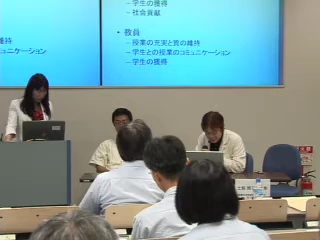 維持
ュニケーション
– 学生の獲得
– 社会貢献
• 教員
– 授業の充実と質の維持
– 学生との授業のコミュニケーション
– 学生の獲得